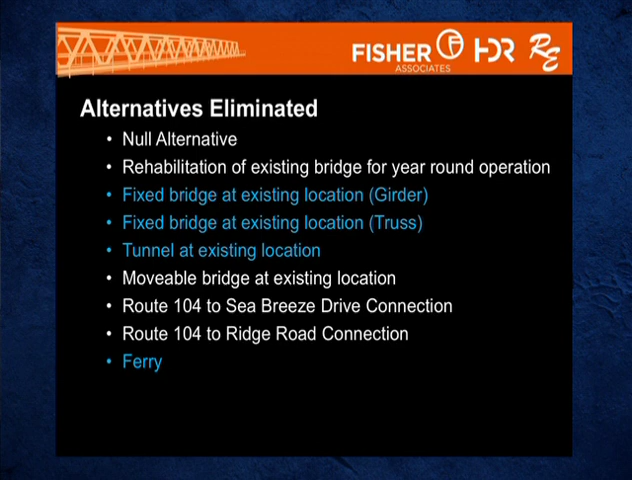 FISHER
ASSOCIATES
HDR
RE
Alternatives Eliminated
• Null Alternative
• Rehabilitation of existing bridge for year round operation
• Fixed bridge at existing location (Girder)
• Fixed bridge at existing location (Truss)
• Tunnel at existing location
• Moveable bridge at existing location
• Route 104 to Sea Breeze Drive Connection
• Route 104 to Ridge Road Connection
• Ferry